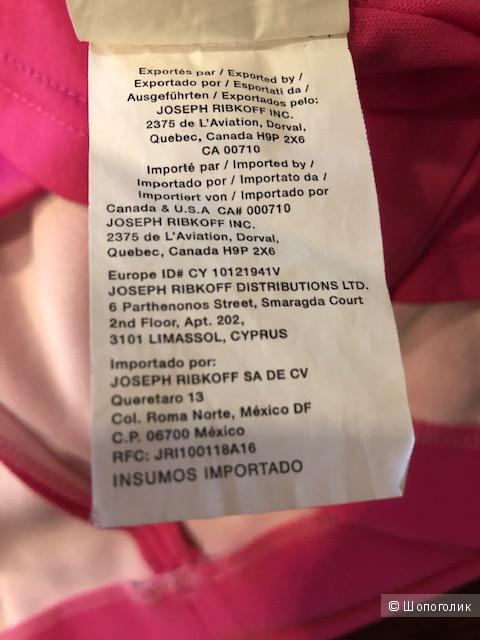 Exportés par / Exported by /
Exportado por / Esportati da /
Ausgeführten / Exportados pelo:
JOSEPH RIBKOFF INC.
2375 de L'Aviation, Dorval,
Quebec, Canada H9P 2X6
CA 00710
Importé par / Imported by /
Importado por / Importato da /
Importiert von / Importado por
Canada & U.S.A CA# 000710
JOSEPH RIBKOFF INC.
2375 de L'Aviation, Dorval,
Quebec, Canada H9P 2X6
Europe ID# CY 10121941V
JOSEPH RIBKOFF DISTRIBUTIONS LTD.
6 Parthenonos Street, Smaragda Court
2nd Floor, Apt. 202,
3101 LIMASSOL, CYPRUS
Importado por:
JOSEPH RIBKOFF SA DE CV
Queretaro 13
Col. Roma Norte, México DF
C.P. 06700 México
RFC: JRI100118A16
INSUMOS IMPORTADO
© Шопоголик